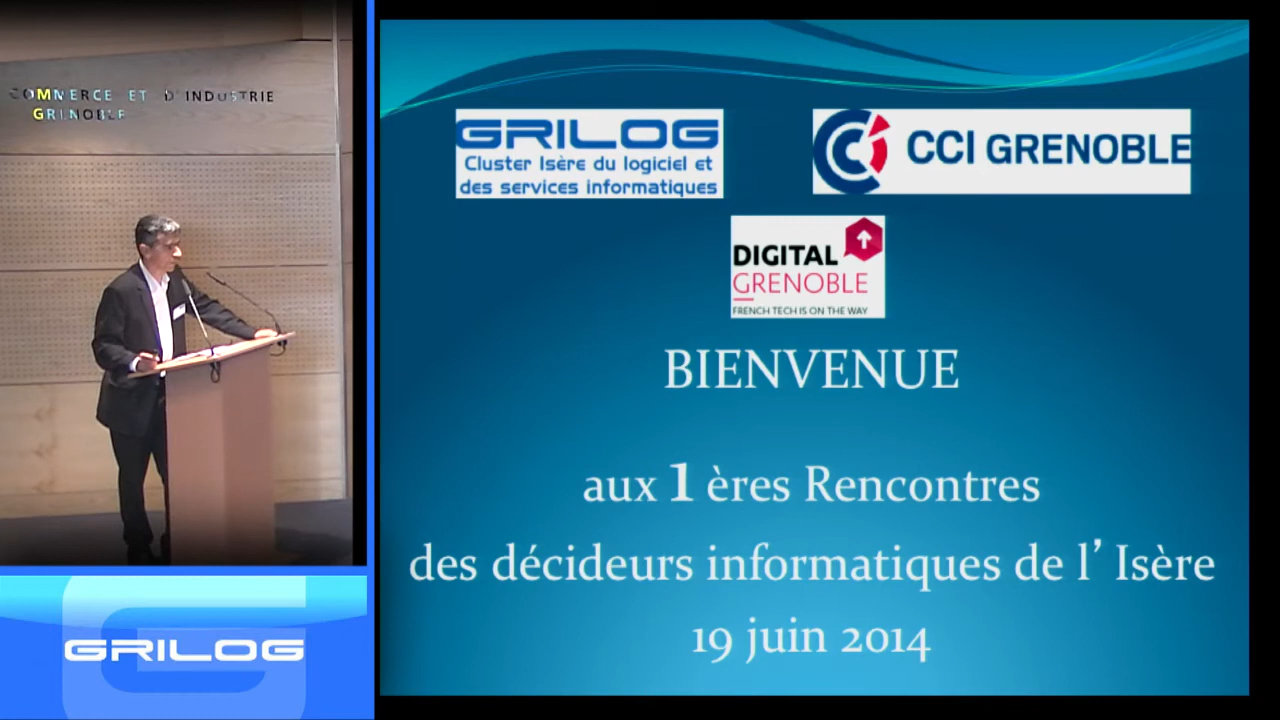 COMMERCE ET D'INDUSTRIE
GRENOBLE
GRILOG
GRILOG
Cluster Isère du logiciel et
des services informatiques
CCI GRENOBLE
DIGITAL
GRENOBLE
FRENCH TECH IS ON THE WAY
BIENVENUE
aux 1 ères Rencontres
des décideurs informatiques de l’ Isère
19 juin 2014